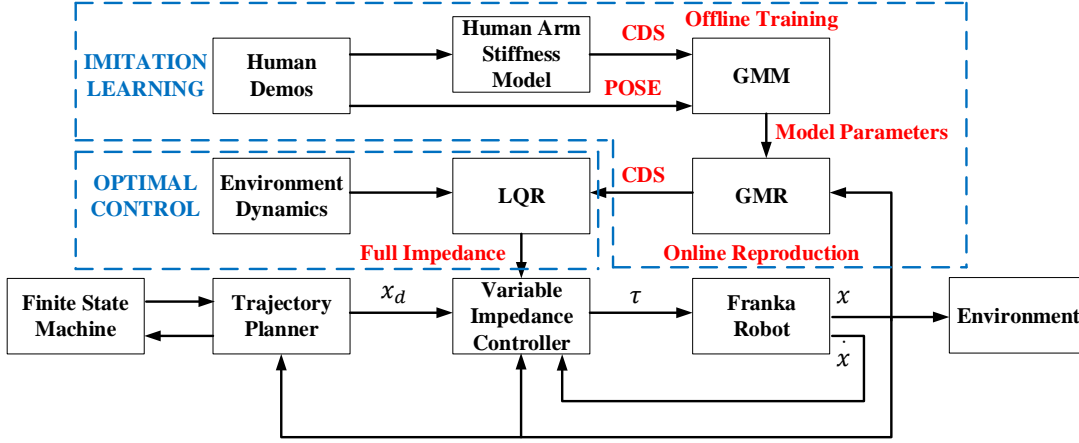 Offline Training
IMITATION
LEARNING
Human
Demos
Human Arm
Stiffness
Model
CDS
POSE
GMM
Model Parameters
OPTIMAL
CONTROL
Environment
Dynamics
LQR
CDS
GMR
Full Impedance
Online Reproduction
Finite State
Machine
Trajectory
Planner
x_d
Variable
Impedance
Controller
τ
Franka
Robot
x
ẋ
Environment